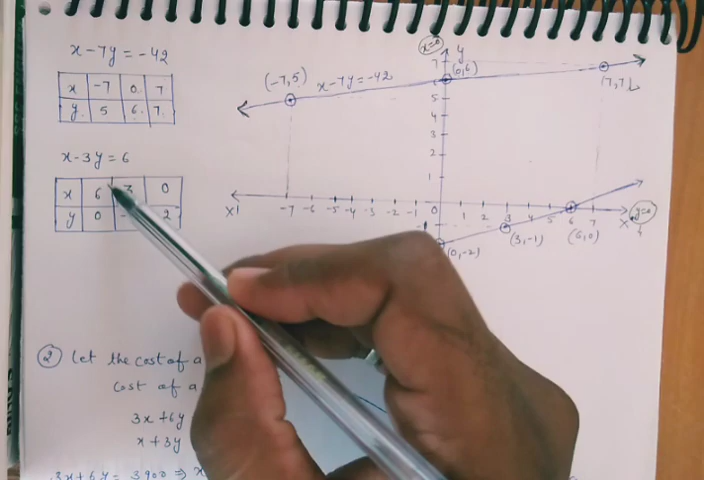 x - 7y = -42
x -7 0 7
y 5 6 7
x - 3y = 6
x 6 3 0
y 0 - 2
x=0
y
7
(0,6)
(-7,5)
x-7y=-42
(7,7)
5
4
3
2
1
x'
-7 -6 -5 -4 -3 -2 -1 0 1 2 3 4 5 6 7
x
y=0
-1
(0,-2)
(3,-1)
(6,0)
② Let the cost of a
cost of a
3x+6y
x+3y
3x+6y = 3900 ⇒ x